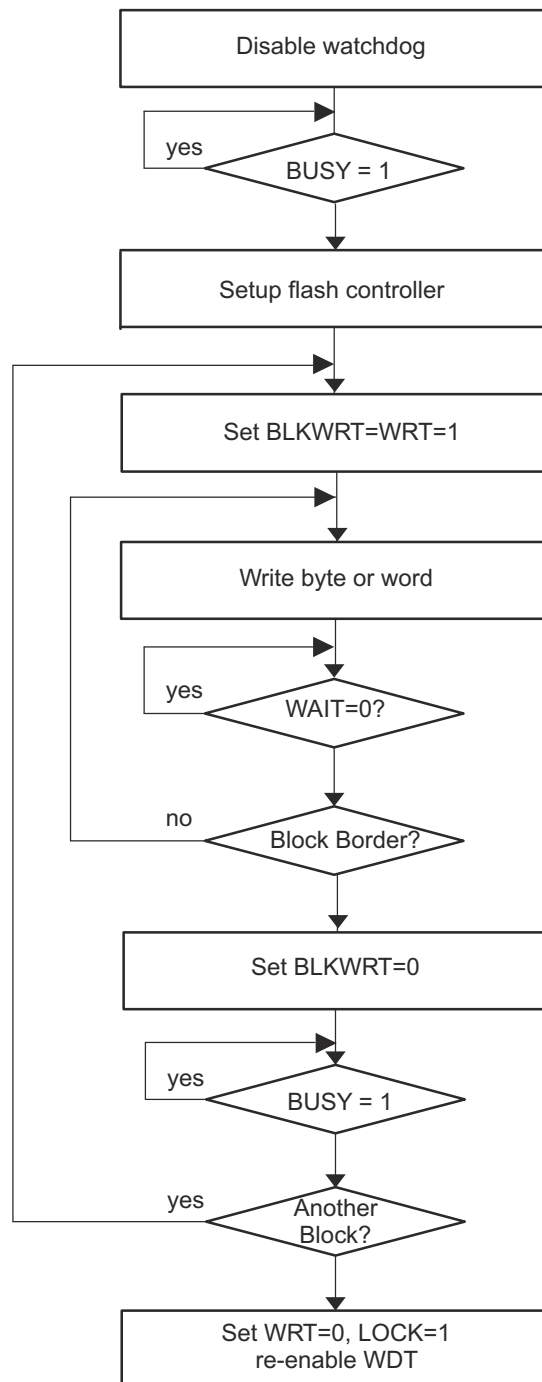 Disable watchdog
yes
BUSY = 1
Setup flash controller
Set BLKWRT=WRT=1
Write byte or word
yes
WAIT=0?
no
Block Border?
Set BLKWRT=0
yes
BUSY = 1
yes
Another
Block?
Set WRT=0, LOCK=1
re-enable WDT